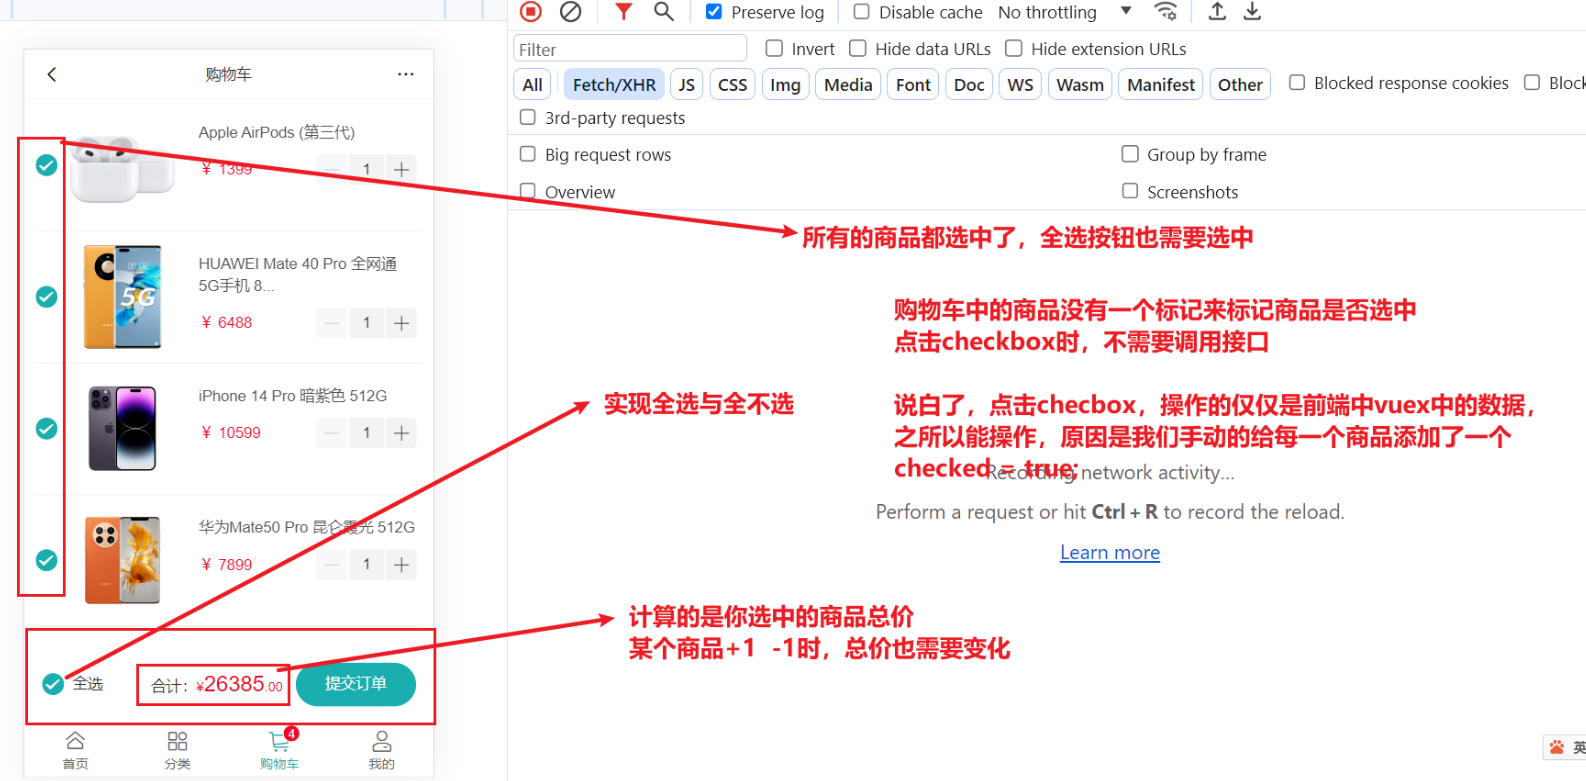 Preserve log
Disable cache
No throttling
Filter
Invert
Hide data URLs
Hide extension URLs
All
Fetch/XHR
JS
CSS
Img
Media
Font
Doc
WS
Wasm
Manifest
Other
Blocked response cookies
3rd-party requests
Big request rows
Group by frame
Overview
Screenshots
购物车
Apple AirPods (第三代)
¥ 1399
1
HUAWEI Mate 40 Pro 全网通
5G手机 8...
5G
¥ 6488
1
iPhone 14 Pro 暗紫色 512G
¥ 10599
1
华为Mate50 Pro 昆仑霞光 512G
¥ 7899
1
全选
合计：¥26385.00
提交订单
首页
分类
4
购物车
我的
所有的商品都选中了，全选按钮也需要选中
购物车中的商品没有一个标记来标记商品是否选中
点击checkbox时，不需要调用接口
实现全选与全不选
说白了，点击checbox，操作的仅仅是前端中vuex中的数据，
之所以能操作，原因是我们手动的给每一个商品添加了一个
checked = true;
Recording network activity...
Perform a request or hit Ctrl + R to record the reload.
Learn more
计算的是你选中的商品总价
某个商品+1 -1时，总价也需要变化
英